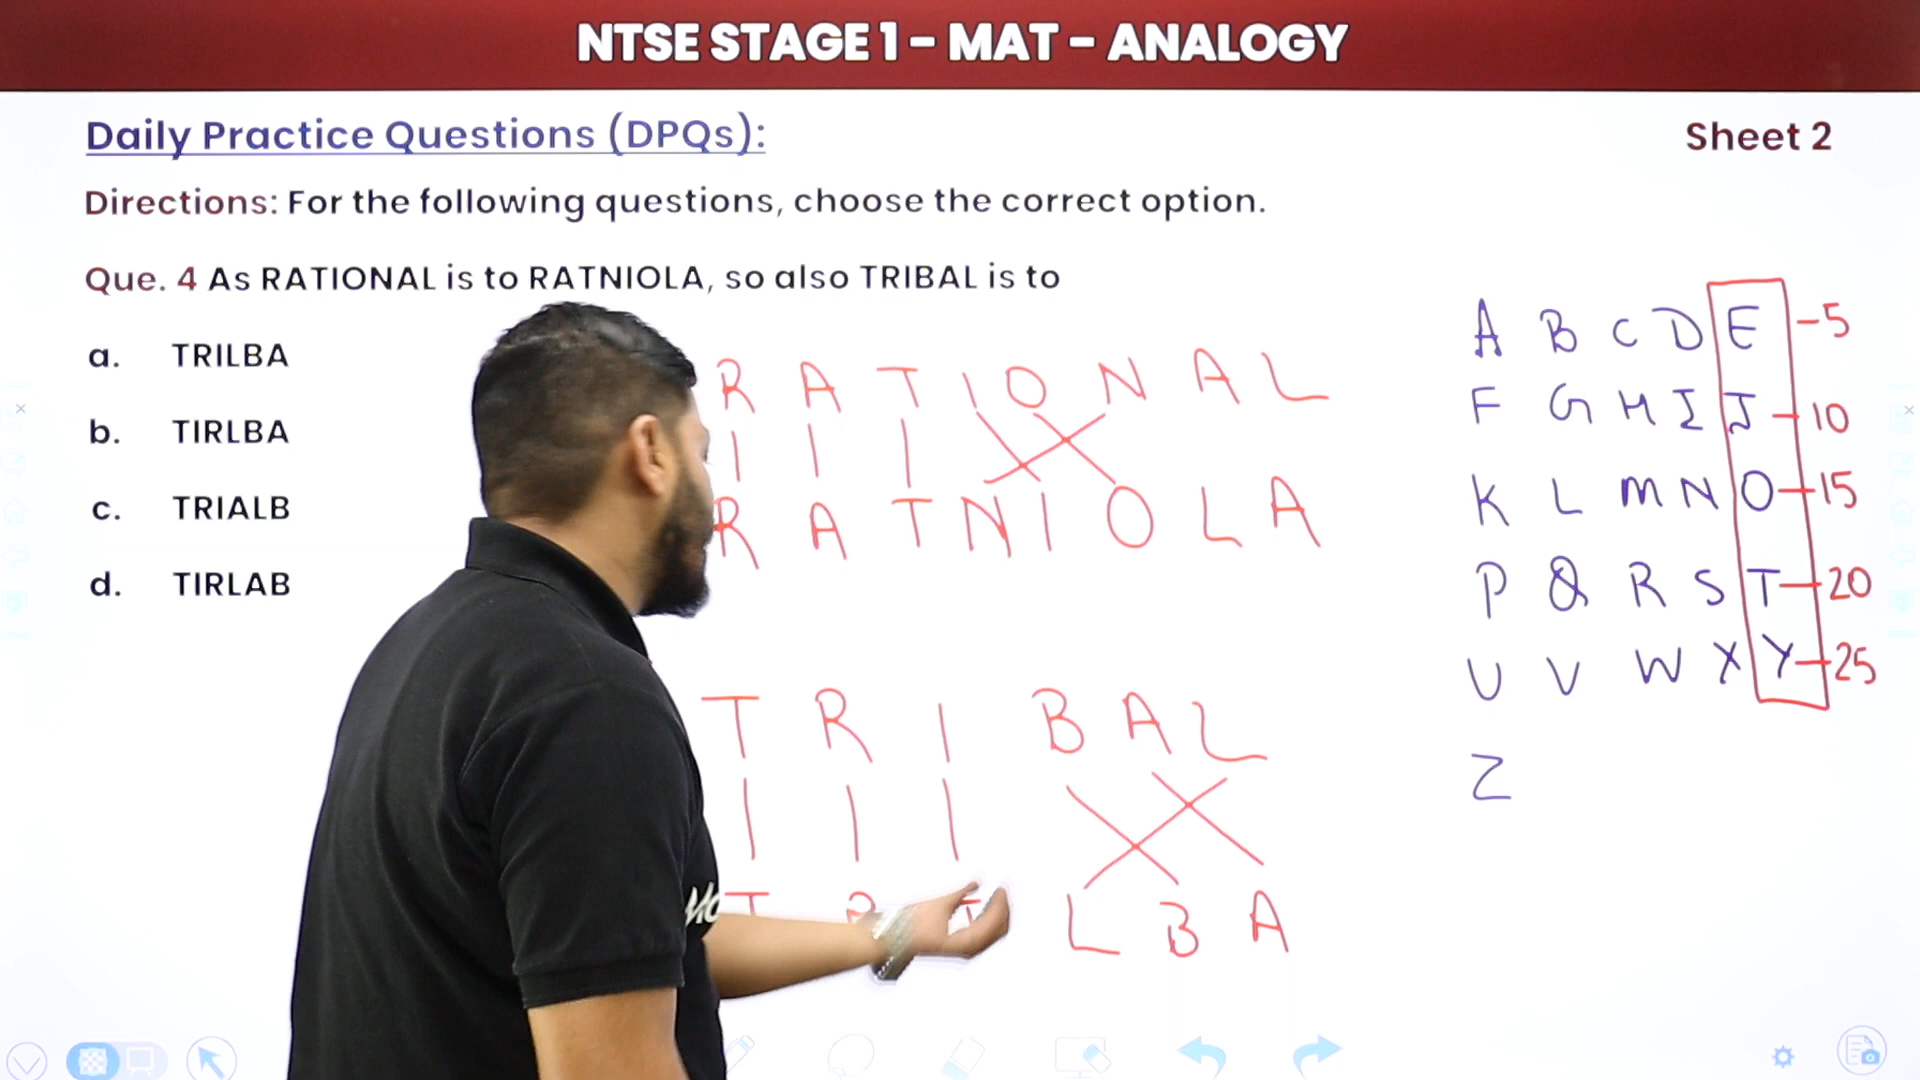 NTSE STAGE 1 - MAT - ANALOGY
Daily Practice Questions (DPQs):
Sheet 2
Directions: For the following questions, choose the correct option.
Que. 4 As RATIONAL is to RATNIOLA, so also TRIBAL is to
a. TRILBA
b. TIRLBA
c. TRIALB
d. TIRLAB
R A T I O N A L
R A T N I O L A
T R I B A L
T R I L B A
A B C D E -5
F G H I J -10
K L M N O -15
P Q R S T -20
U V W X Y -25
Z